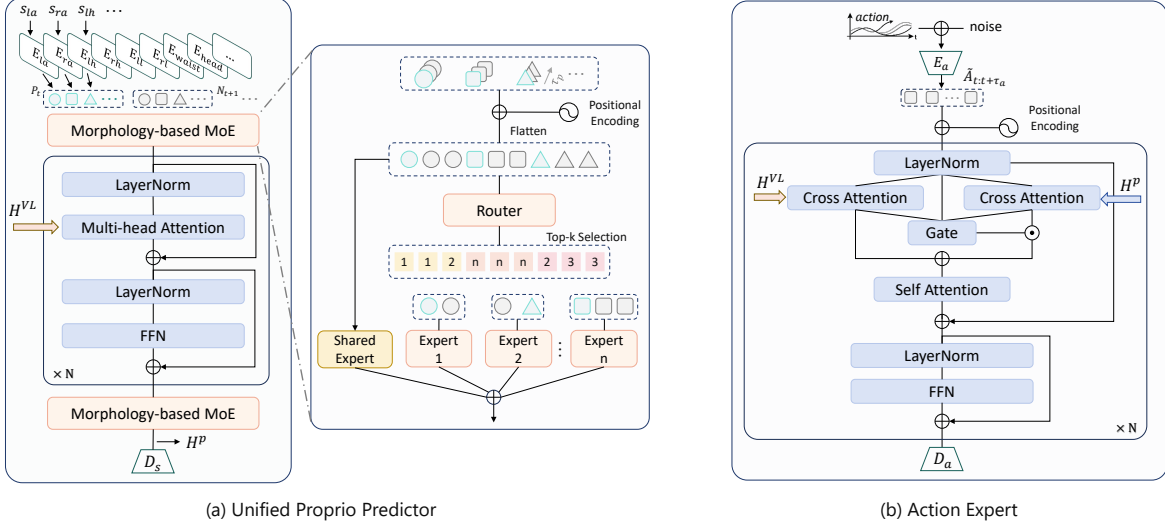 s_la s_ra s_lh ···
E_la E_ra E_lh E_rh E_ll E_rl E_waist E_head ...
P_t ···· N_{t+1} ··· ···
Morphology-based MoE
LayerNorm
H^{VL}
Multi-head Attention
LayerNorm
FFN
× N
Morphology-based MoE
H^p
D_s
τ_p ···
Positional
Encoding
Flatten
Router
Top-k Selection
1 1 2 n n n 2 3 3
Shared
Expert
Expert
1
Expert
2
⋮
Expert
n
(a) Unified Proprio Predictor
action
t
noise
E_a
Ã_{t:t+τ_a}
···
Positional
Encoding
LayerNorm
H^{VL}
Cross Attention
Cross Attention
H^p
Gate
Self Attention
LayerNorm
FFN
× N
D_a
(b) Action Expert